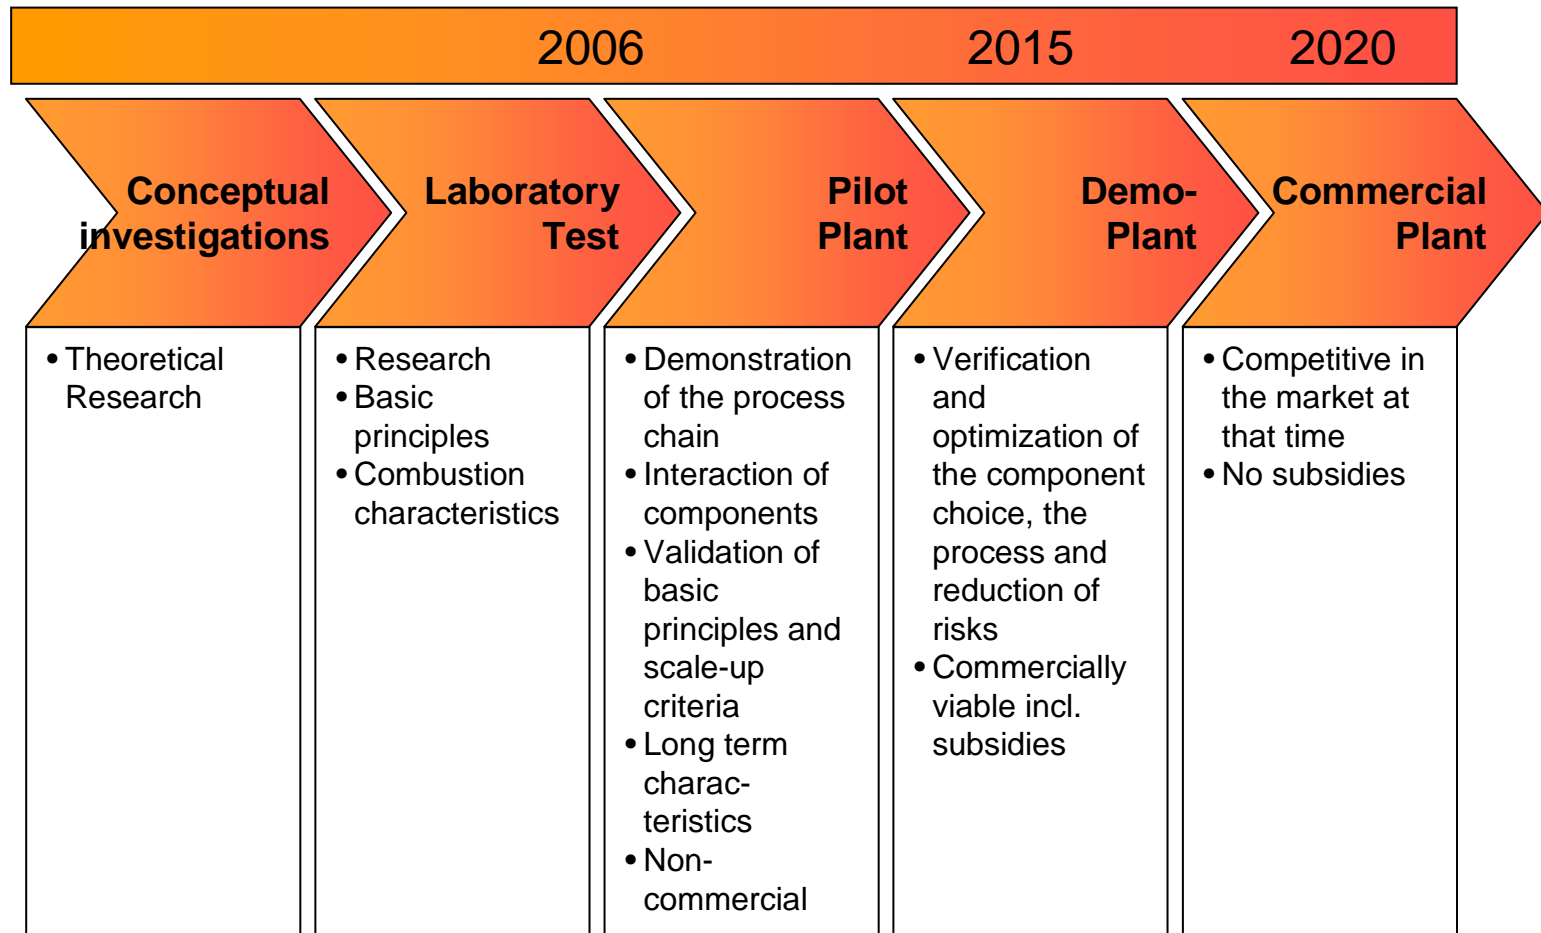 2006 2015 2020
Conceptual
investigations
Laboratory
Test
Pilot
Plant
Demo-
Plant
Commercial
Plant
• Theoretical
Research
• Research
• Basic
principles
• Combustion
characteristics
• Demonstration
of the process
chain
• Interaction of
components
• Validation of
basic
principles and
scale-up
criteria
• Long term
charac-
teristics
• Non-
commercial
• Verification
and
optimization of
the component
choice, the
process and
reduction of
risks
• Commercially
viable incl.
subsidies
• Competitive in
the market at
that time
• No subsidies